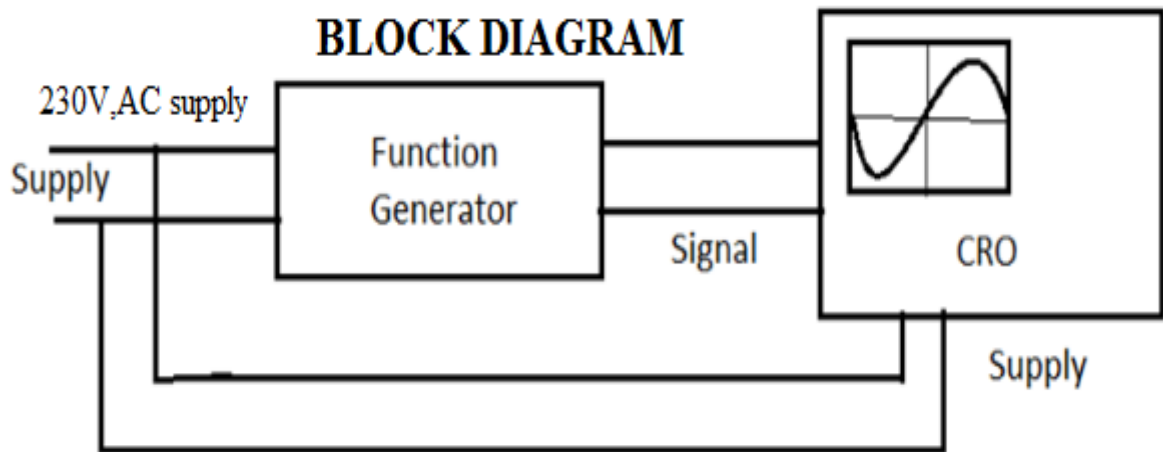 BLOCK DIAGRAM
230V,AC supply
Supply
Function
Generator
Signal
CRO
Supply